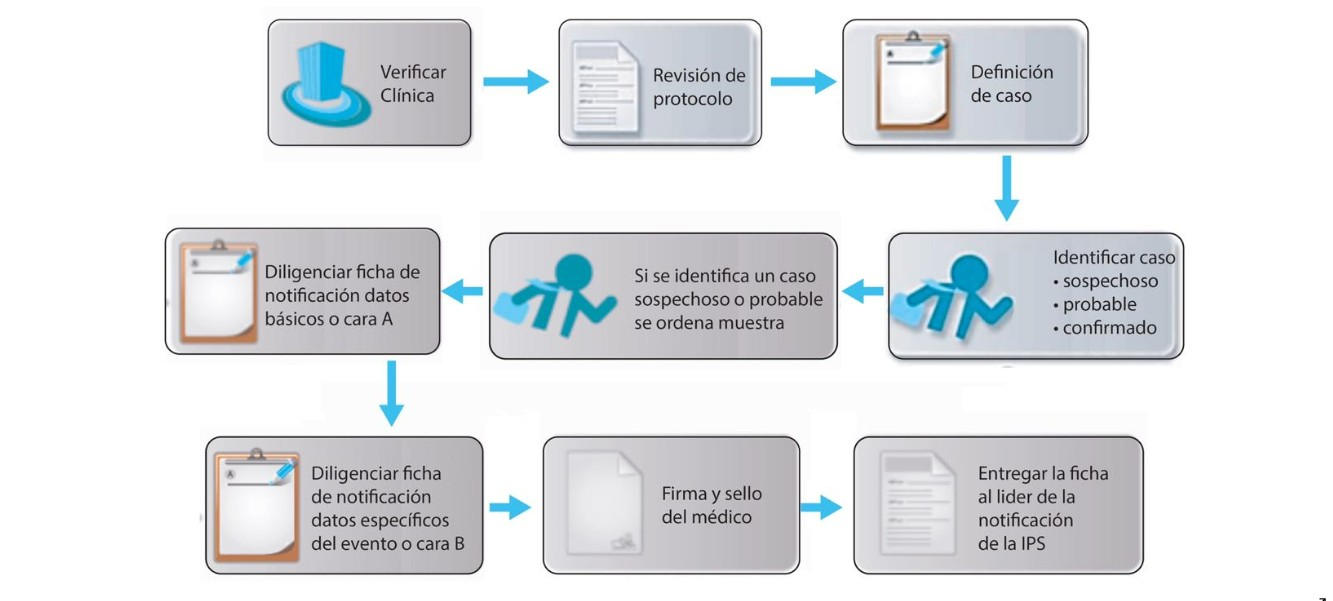 Verificar
Clínica
Revisión de
protocolo
Definición
de caso
Identificar caso
• sospechoso
• probable
• confirmado
Si se identifica un caso
sospechoso o probable
se ordena muestra
Diligenciar ficha de
notificación datos
básicos o cara A
Diligenciar ficha
de notificación
datos específicos
del evento o cara B
Firma y sello
del médico
Entregar la ficha
al lider de la
notificación
de la IPS